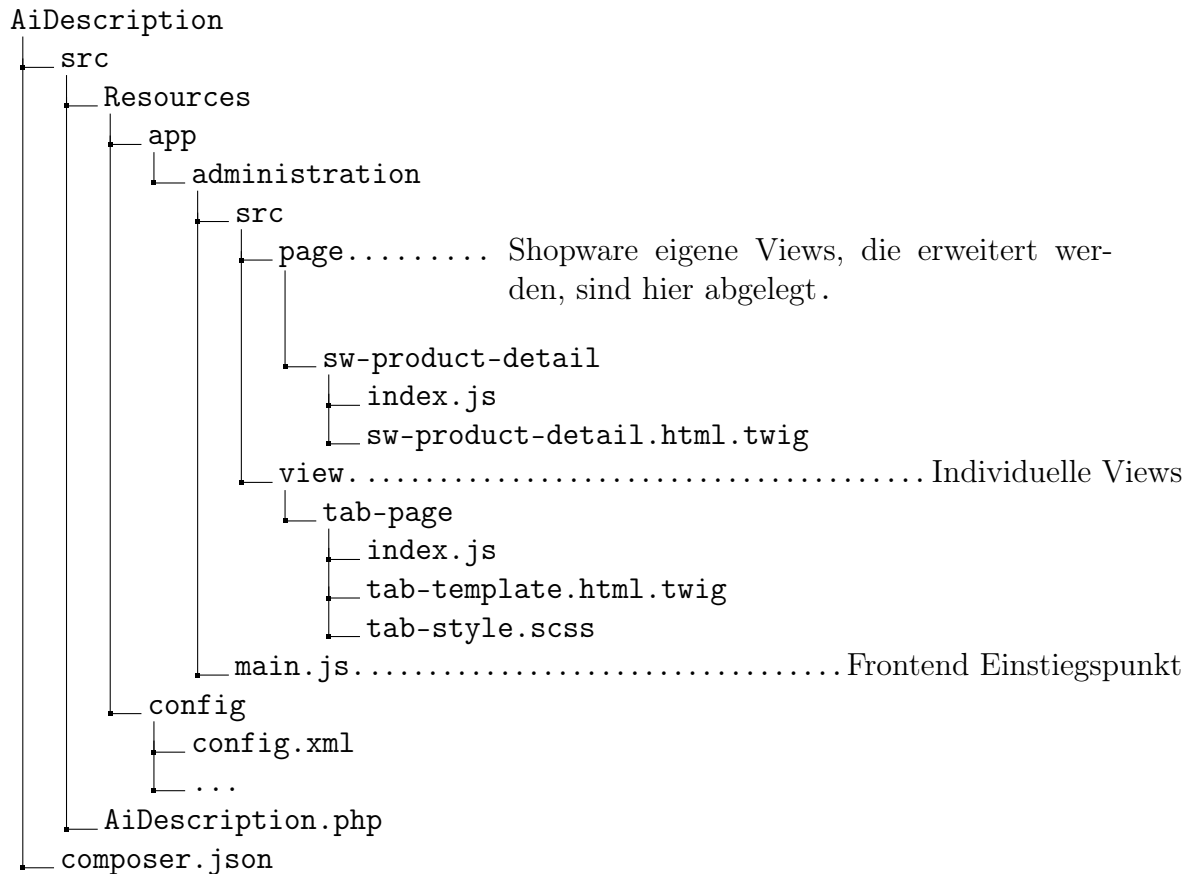 AiDescription
src
Resources
app
administration
src
page......... Shopware eigene Views, die erweitert wer-
den, sind hier abgelegt.
sw-product-detail
index.js
sw-product-detail.html.twig
view....................................... Individuelle Views
tab-page
index.js
tab-template.html.twig
tab-style.scss
main.js................................. Frontend Einstiegspunkt
config
config.xml
...
AiDescription.php
composer.json